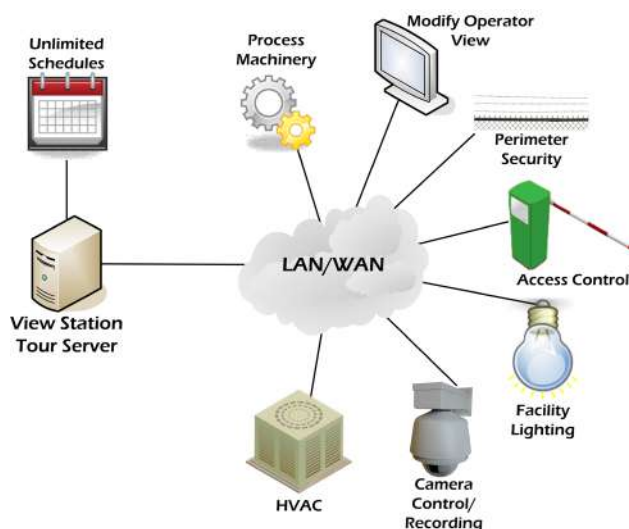 Modify Operator
View
Unlimited
Schedules
Process
Machinery
Perimeter
Security
LAN/WAN
Access Control
View Station
Tour Server
Facility
Lighting
HVAC
Camera
Control/
Recording